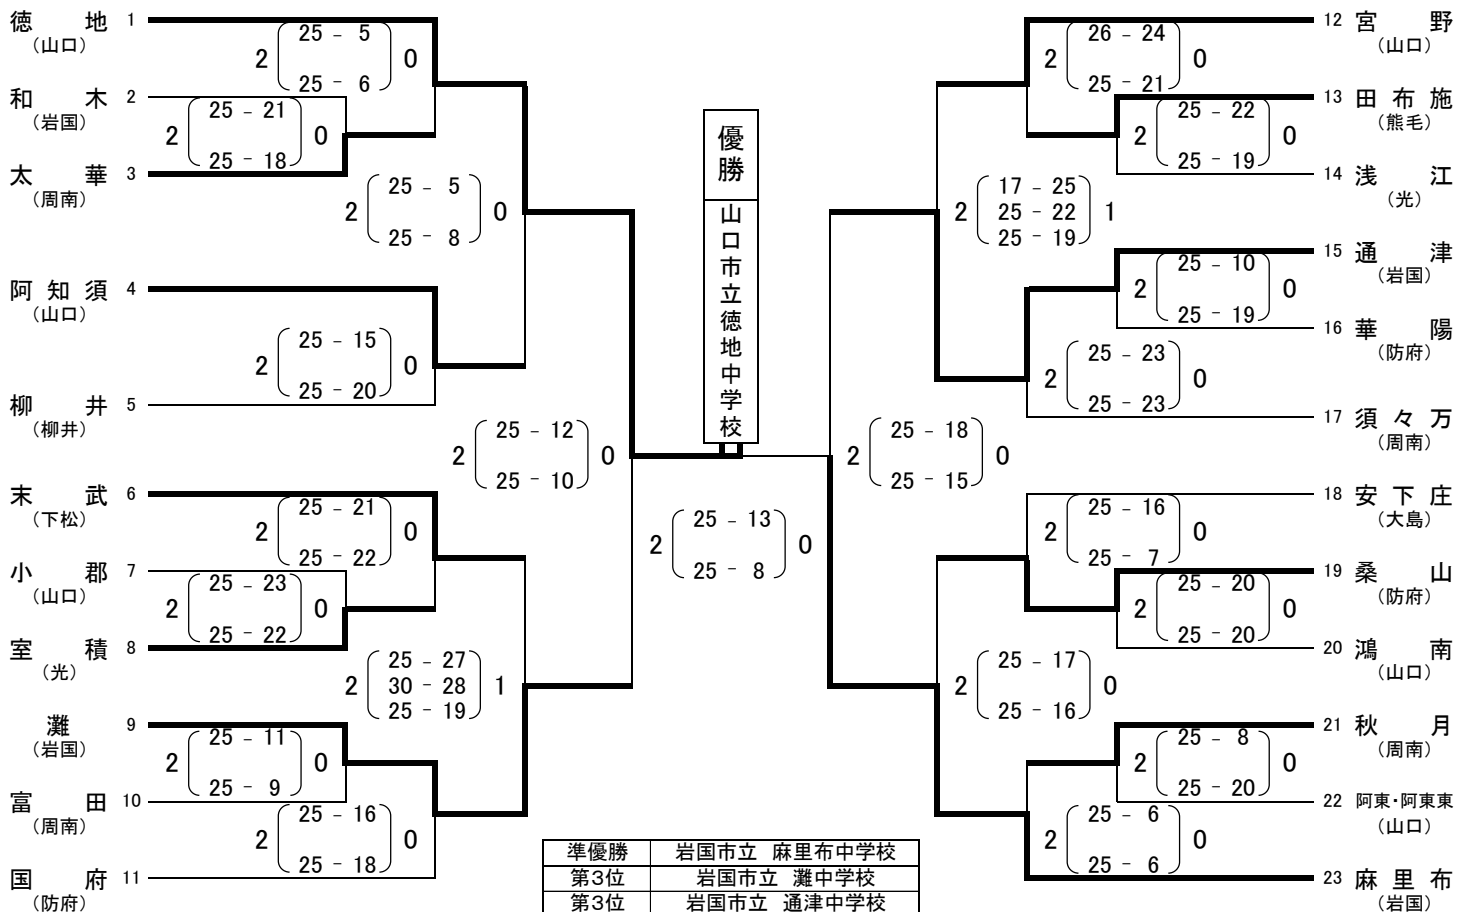 徳地 1
(山口)
和木 2
(岩国)
太華 3
(周南)
阿知須 4
(山口)
柳井 5
(柳井)
末武 6
(下松)
小郡 7
(山口)
室積 8
(光)
灘 9
(岩国)
富田 10
(周南)
国府 11
(防府)
25 - 5
2 0
25 - 6
25 - 21
2 0
25 - 18
25 - 5
2 0
25 - 8
25 - 15
2 0
25 - 20
25 - 12
2 0
25 - 10
25 - 21
2 0
25 - 22
25 - 23
2 0
25 - 22
25 - 27
2 30 - 28 1
25 - 19
25 - 11
2 0
25 - 9
25 - 16
2 0
25 - 18
優勝
山口市立徳地中学校
25 - 13
2 0
25 - 8
準優勝 岩国市立 麻里布中学校
第3位 岩国市立 灘中学校
第3位 岩国市立 通津中学校
26 - 24
2 0
25 - 21
25 - 22
2 0
25 - 19
17 - 25
2 25 - 22 1
25 - 19
25 - 10
2 0
25 - 19
25 - 23
2 0
25 - 23
25 - 18
2 0
25 - 15
25 - 16
2 0
25 - 7
25 - 20
2 0
25 - 20
25 - 17
2 0
25 - 16
25 - 8
2 0
25 - 20
25 - 6
2 0
25 - 6
12 宮野
(山口)
13 田布施
(熊毛)
14 浅江
(光)
15 通津
(岩国)
16 華陽
(防府)
17 須々万
(周南)
18 安下庄
(大島)
19 桑山
(防府)
20 鴻南
(山口)
21 秋月
(周南)
22 阿東・阿東東
(山口)
23 麻里布
(岩国)